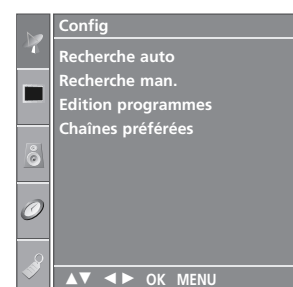 Config
Recherche auto
Recherche man.
Edition programmes
Chaînes préférées
▲▼ ◄► OK MENU